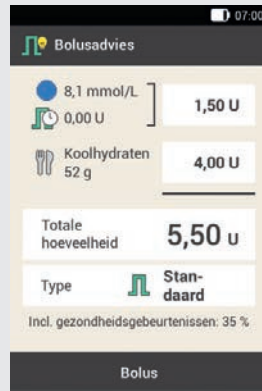 07:00
Bolusadvies
8,1 mmol/L
1,50 U
0,00 U
Koolhydraten
52 g
4,00 U
Totale
hoeveelheid
5,50 U
Type
Stan-
daard
Incl. gezondheidsgebeurtenissen: 35 %
Bolus